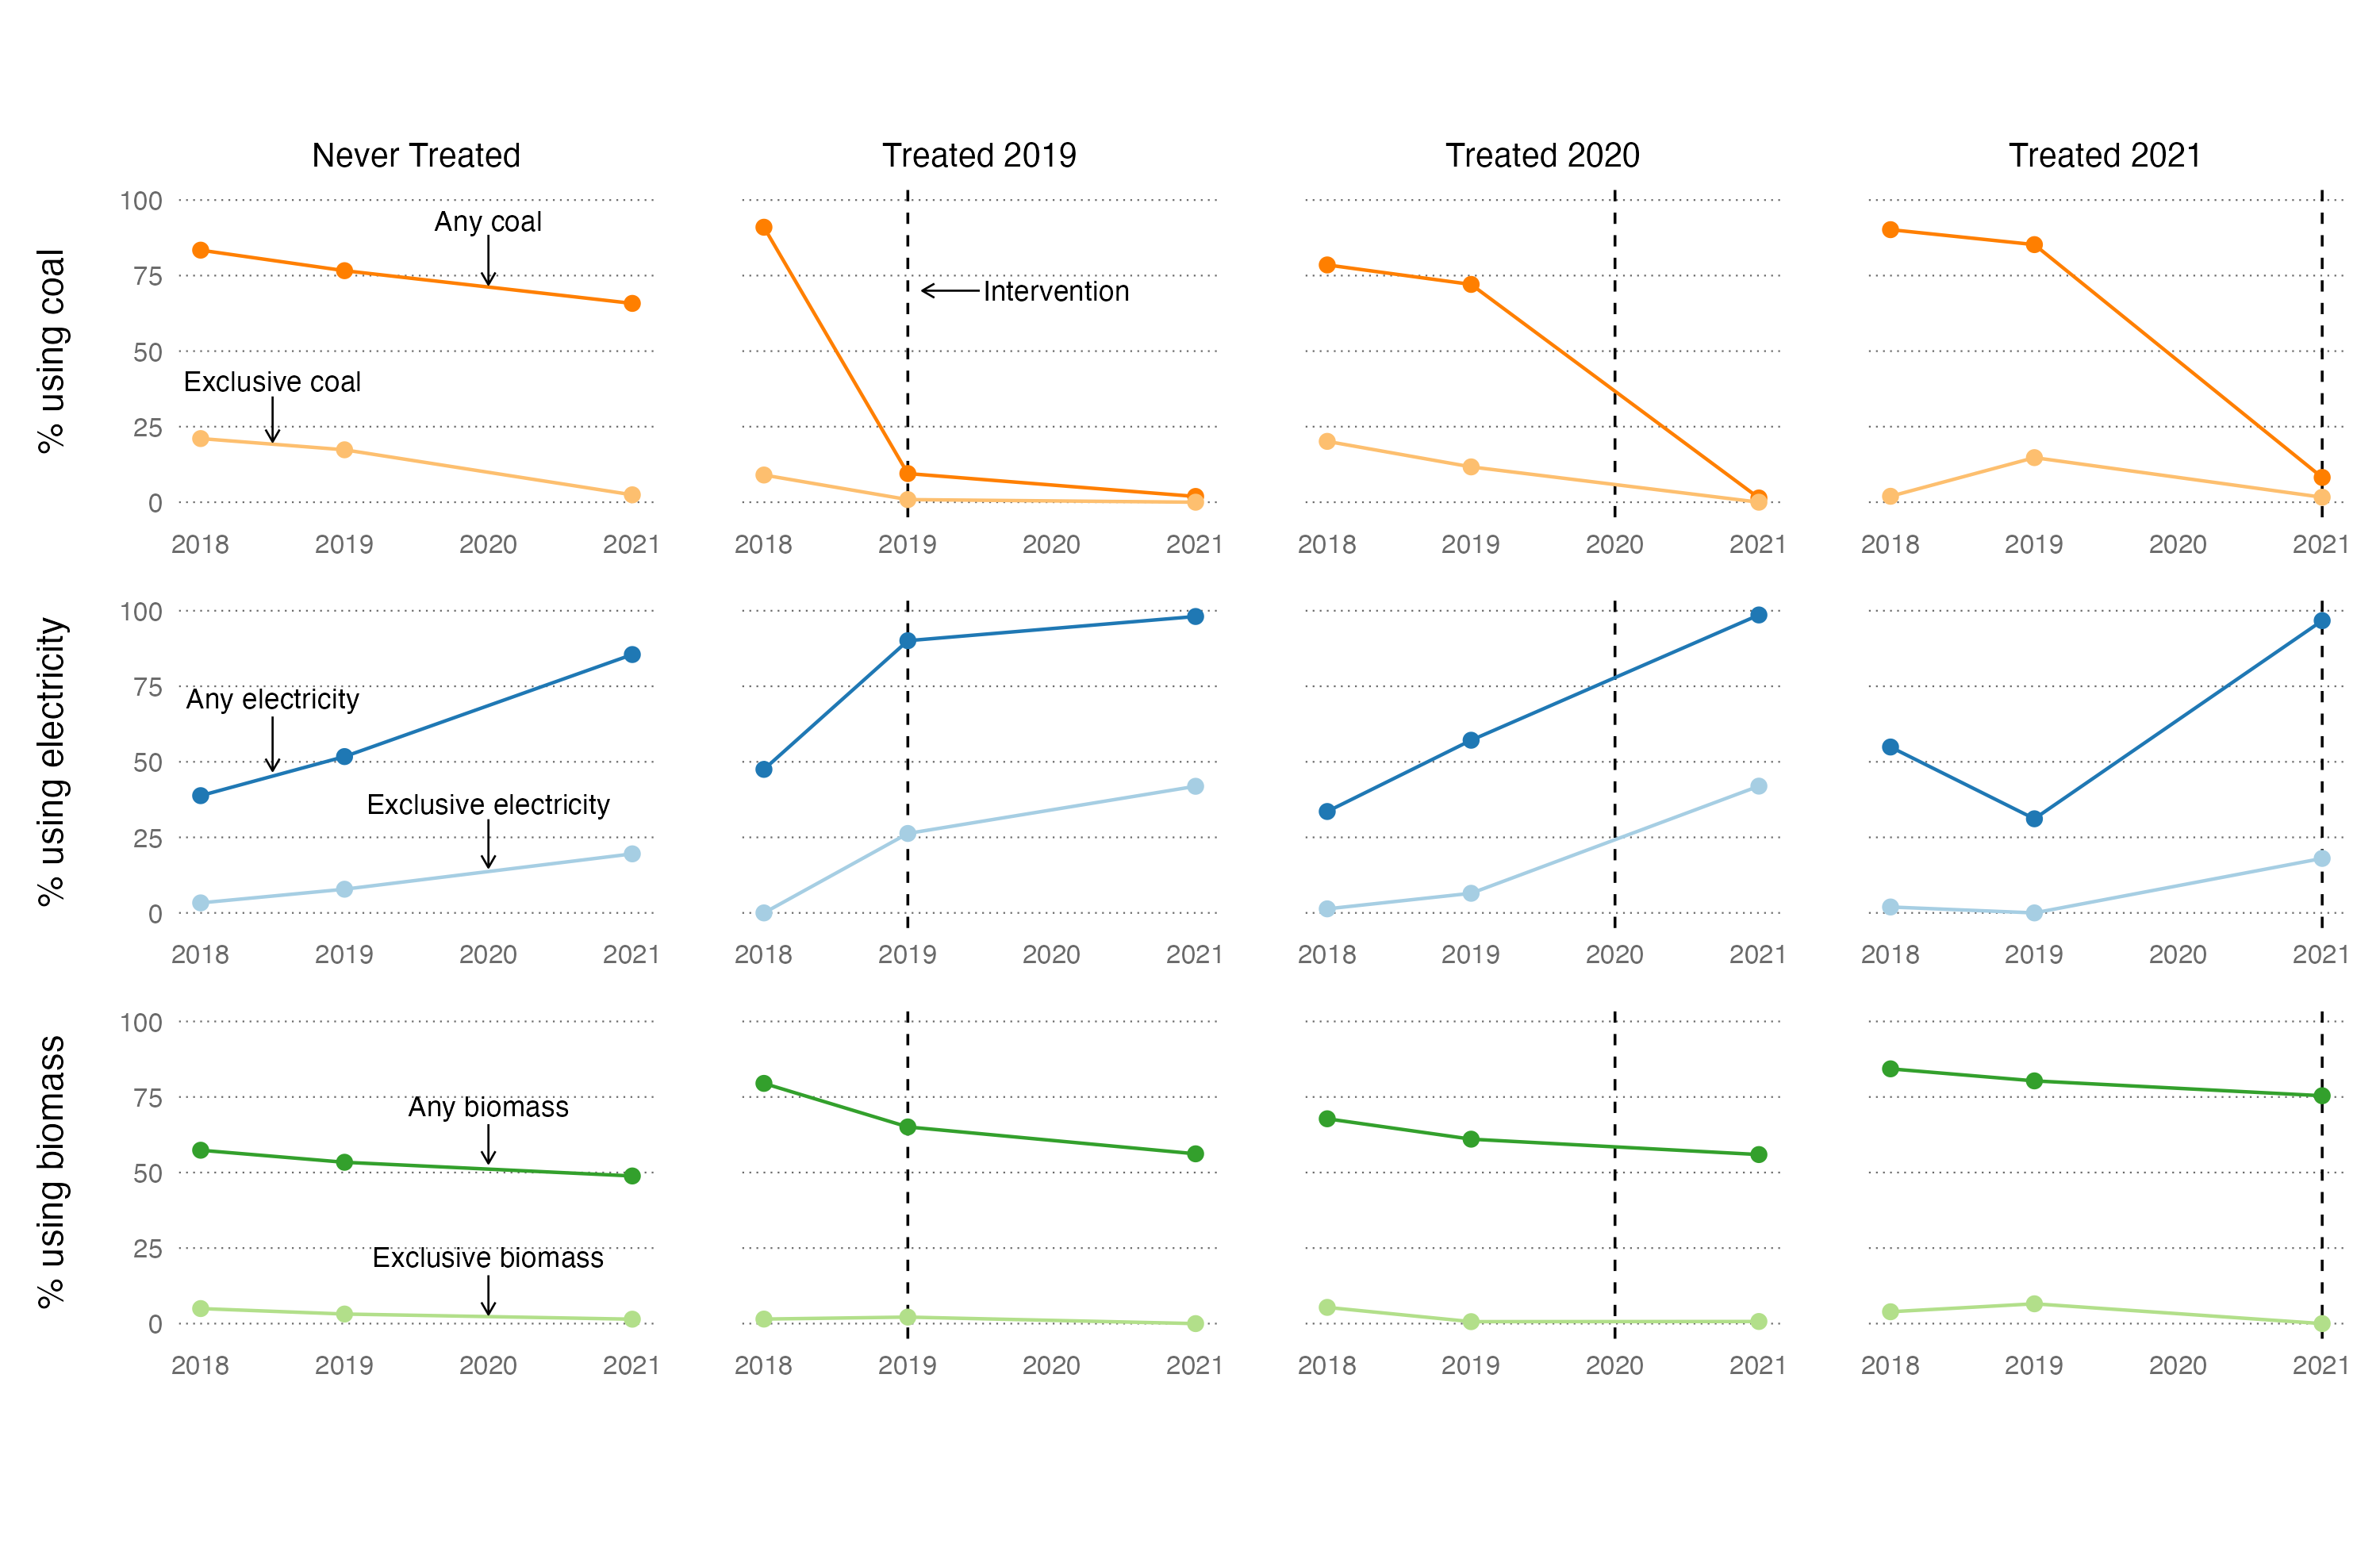 Never Treated
Treated 2019
Treated 2020
Treated 2021
% using coal
100
75
50
25
0
Any coal
Exclusive coal
Intervention
2018 2019 2020 2021
2018 2019 2020 2021
2018 2019 2020 2021
2018 2019 2020 2021
% using electricity
100
75
50
25
0
Any electricity
Exclusive electricity
2018 2019 2020 2021
2018 2019 2020 2021
2018 2019 2020 2021
2018 2019 2020 2021
% using biomass
100
75
50
25
0
Any biomass
Exclusive biomass
2018 2019 2020 2021
2018 2019 2020 2021
2018 2019 2020 2021
2018 2019 2020 2021